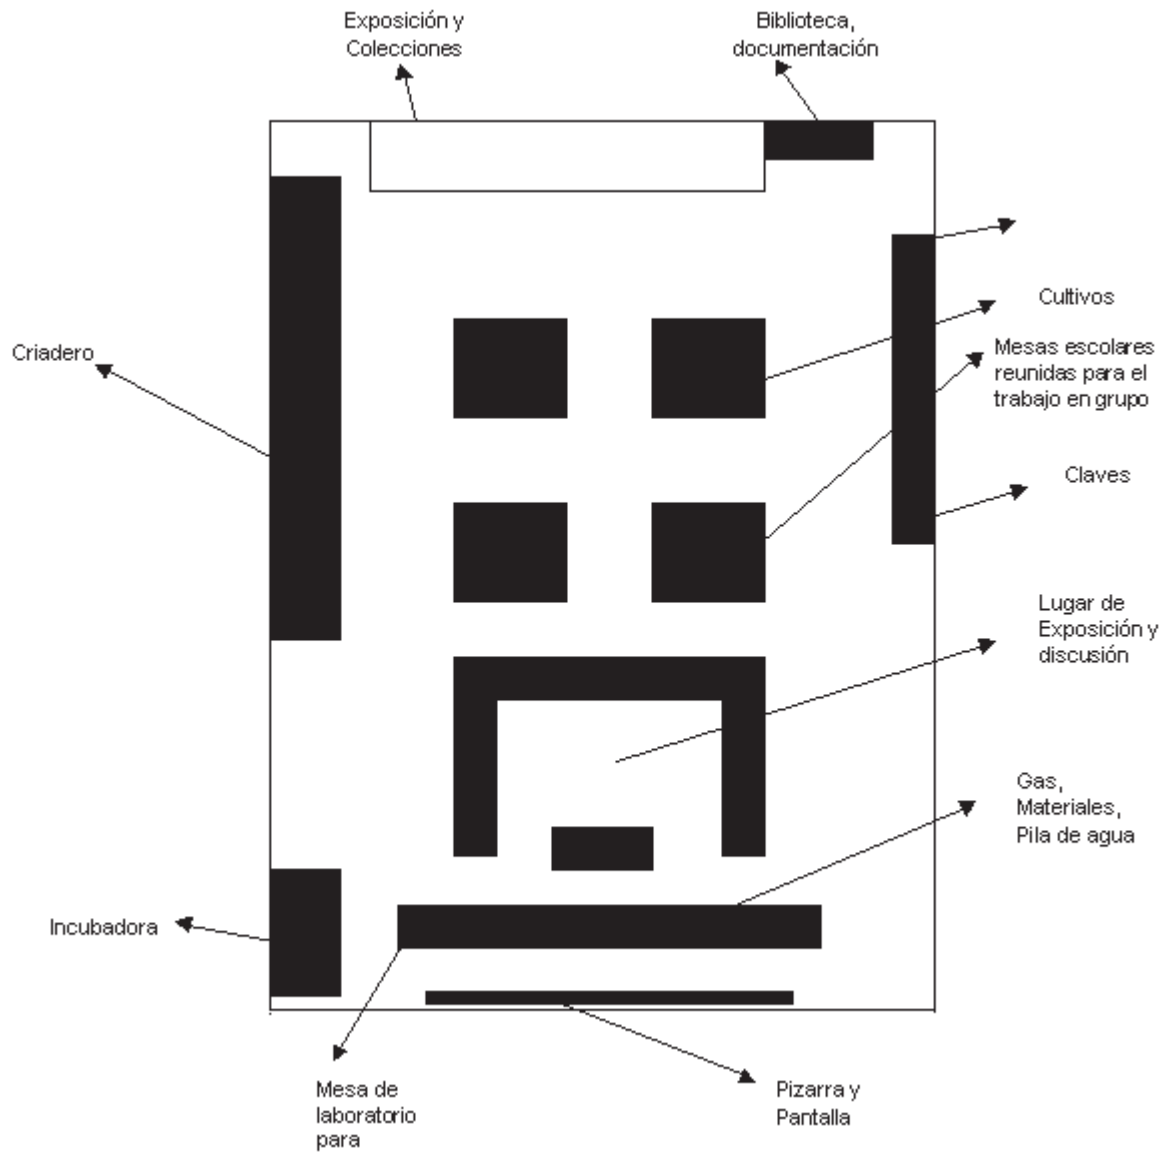 Exposición y
Colecciones
Biblioteca,
documentación
Cultivos
Criadero
Mesas escolares
reunidas para el
trabajo en grupo
Claves
Lugar de
Exposición y
discusión
Gas,
Materiales,
Pila de agua
Incubadora
Mesa de
laboratorio
para
Pizarra y
Pantalla